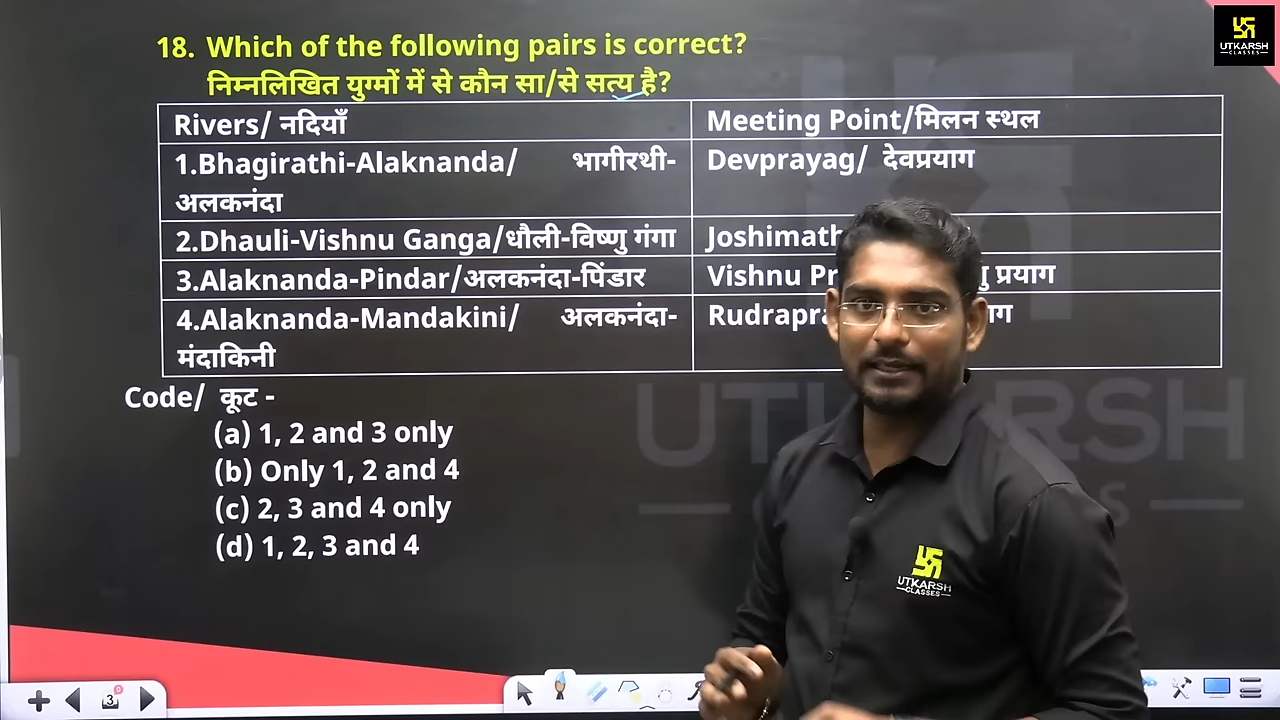 18. Which of the following pairs is correct?
निम्नलिखित युग्मों में से कौन सा/से सत्य है?
Rivers/ नदियाँ
Meeting Point/मिलन स्थल
1.Bhagirathi-Alaknanda/ भागीरथी-
अलकनंदा
Devprayag/ देवप्रयाग
2.Dhauli-Vishnu Ganga/धौली-विष्णु गंगा
3.Alaknanda-Pindar/अलकनंदा-पिंडार
Vishnu प्रयाग
4.Alaknanda-Mandakini/ अलकनंदा-
मंदाकिनी
Code/ कूट -
(a) 1, 2 and 3 only
(b) Only 1, 2 and 4
(c) 2, 3 and 4 only
(d) 1, 2, 3 and 4
UTKARSH
CLASSES
UTKARSH
CLASSES
3